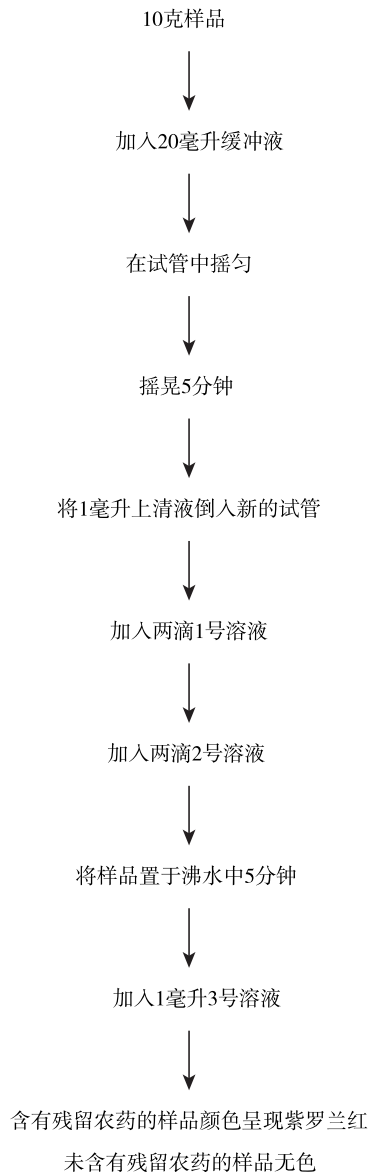 10克样品
加入20毫升缓冲液
在试管中摇匀
摇晃5分钟
将1毫升上清液倒入新的试管
加入两滴1号溶液
加入两滴2号溶液
将样品置于沸水中5分钟
加入1毫升3号溶液
含有残留农药的样品颜色呈现紫罗兰红
未含有残留农药的样品无色